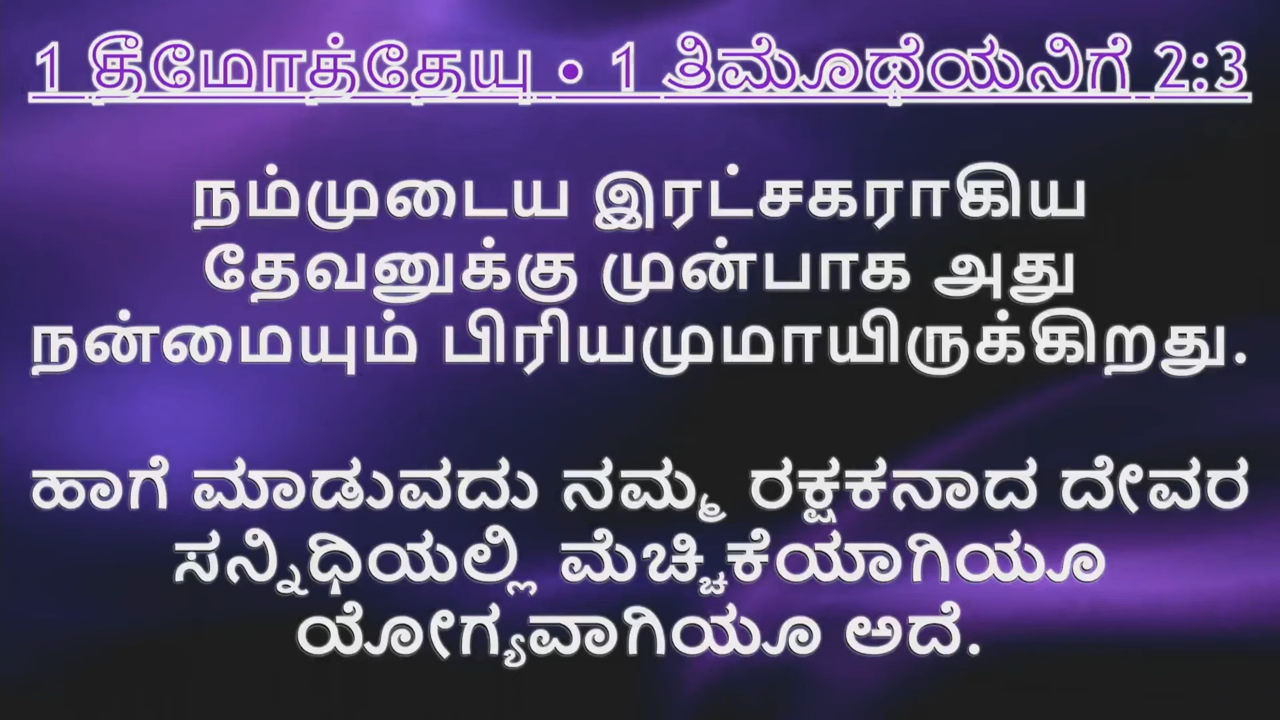 1 தீமோத்தேயு • 1 ತಿಮೊಥೆಯನಿಗೆ 2:3
நம்முடைய இரட்சகராகிய
தேவனுக்கு முன்பாக அது
நன்மையும் பிரியமுமாயிருக்கிறது.
ಹಾಗೆ ಮಾಡುವದು ನಮ್ಮ ರಕ್ಷಕನಾದ ದೇವರ
ಸನ್ನಿಧಿಯಲ್ಲಿ ಮೆಚ್ಚಿಕೆಯಾಗಿಯೂ
ಯೋಗ್ಯವಾಗಿಯೂ ಅದೆ.